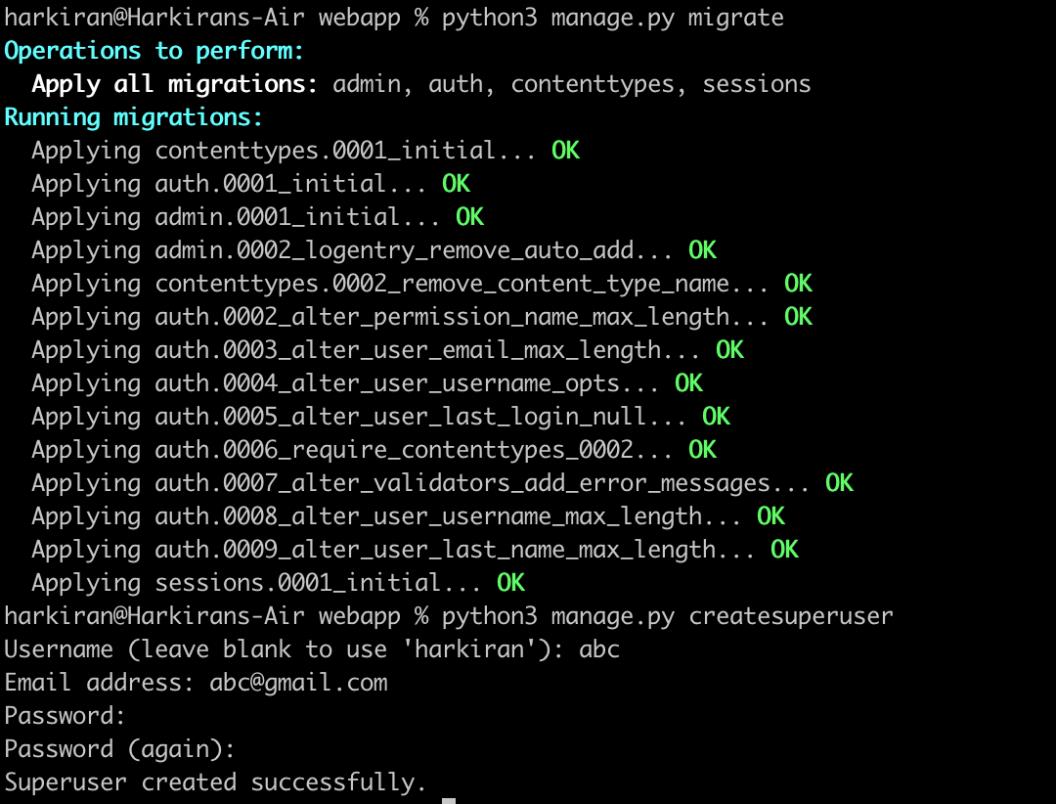 harkiran@Harkirans-Air webapp % python3 manage.py migrate
Operations to perform:
  Apply all migrations: admin, auth, contenttypes, sessions
Running migrations:
  Applying contenttypes.0001_initial... OK
  Applying auth.0001_initial... OK
  Applying admin.0001_initial... OK
  Applying admin.0002_logentry_remove_auto_add... OK
  Applying contenttypes.0002_remove_content_type_name... OK
  Applying auth.0002_alter_permission_name_max_length... OK
  Applying auth.0003_alter_user_email_max_length... OK
  Applying auth.0004_alter_user_username_opts... OK
  Applying auth.0005_alter_user_last_login_null... OK
  Applying auth.0006_require_contenttypes_0002... OK
  Applying auth.0007_alter_validators_add_error_messages... OK
  Applying auth.0008_alter_user_username_max_length... OK
  Applying auth.0009_alter_user_last_name_max_length... OK
  Applying sessions.0001_initial... OK
harkiran@Harkirans-Air webapp % python3 manage.py createsuperuser
Username (leave blank to use 'harkiran'): abc
Email address: abc@gmail.com
Password:
Password (again):
Superuser created successfully.